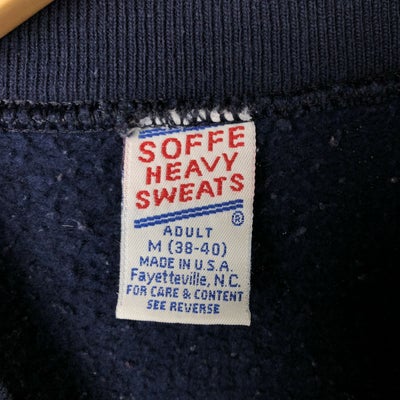 SOFFE
HEAVY
SWEATS
®
ADULT
M (38-40)
MADE IN U.S.A.
Fayetteville, N.C.
FOR CARE & CONTENT
SEE REVERSE